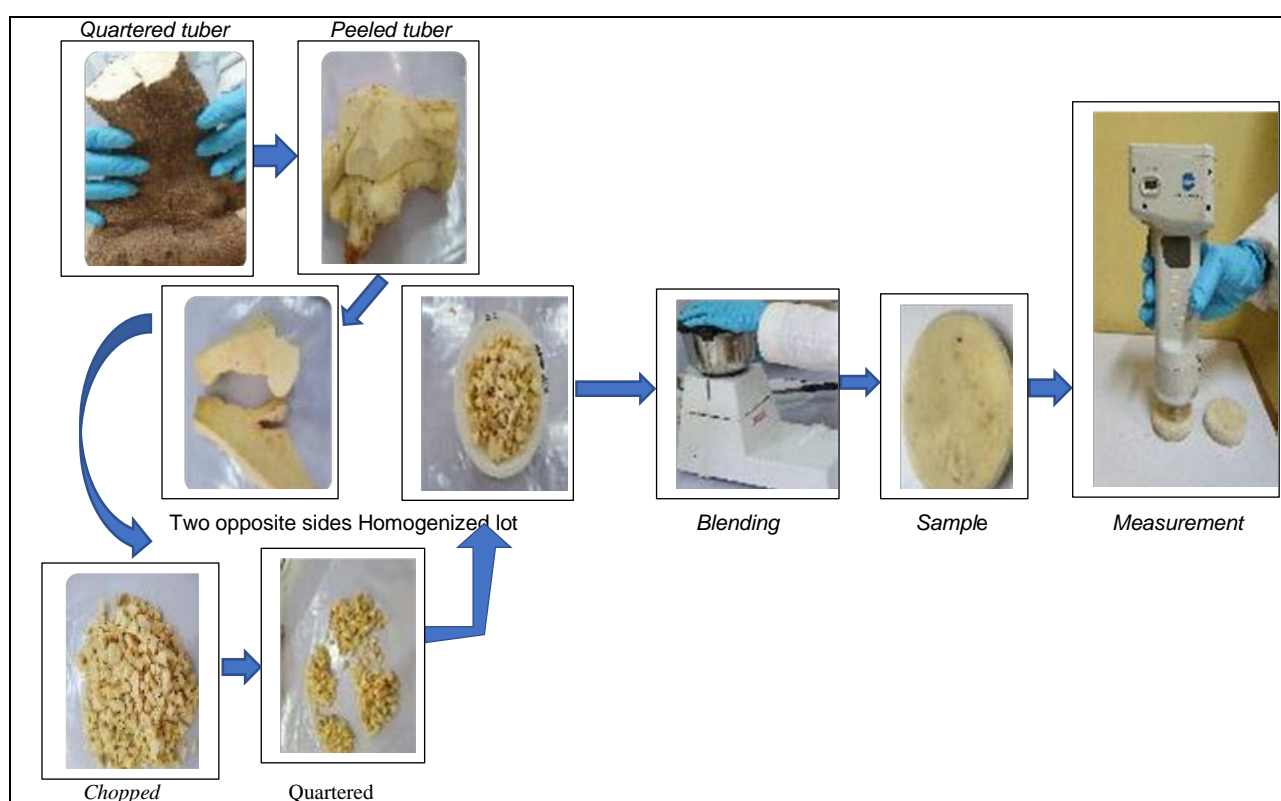 Quartered tuber
Peeled tuber
Two opposite sides Homogenized lot
Blending
Sample
Measurement
Chopped
Quartered